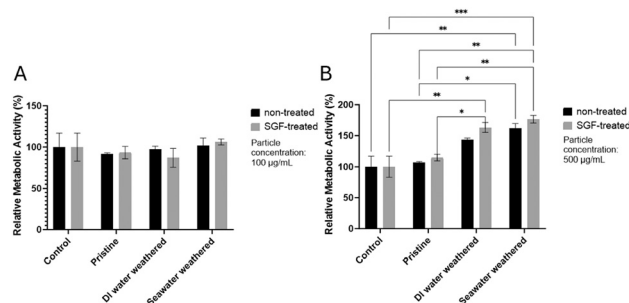 A
Relative Metabolic Activity (%)
150
100
50
0
Control
Pristine
DI water weathered
Seawater weathered
non-treated
SGF-treated
Particle
concentration:
100 µg/mL
B
Relative Metabolic Activity (%)
200
150
100
50
0
***
**
**
**
*
**
*
Control
Pristine
DI water weathered
Seawater weathered
non-treated
SGF-treated
Particle
concentration:
500 µg/mL